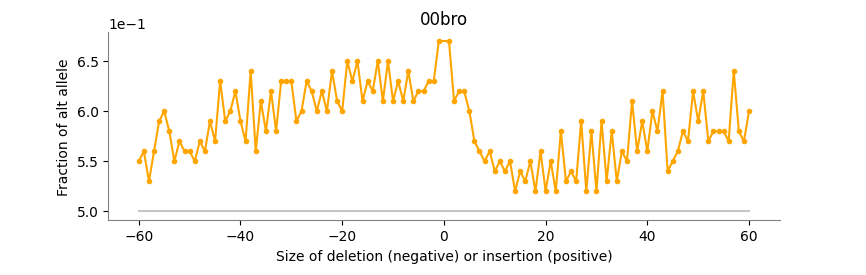 00bro
1e−1
Fraction of alt allele
6.5
6.0
5.5
5.0
−60 −40 −20 0 20 40 60
Size of deletion (negative) or insertion (positive)